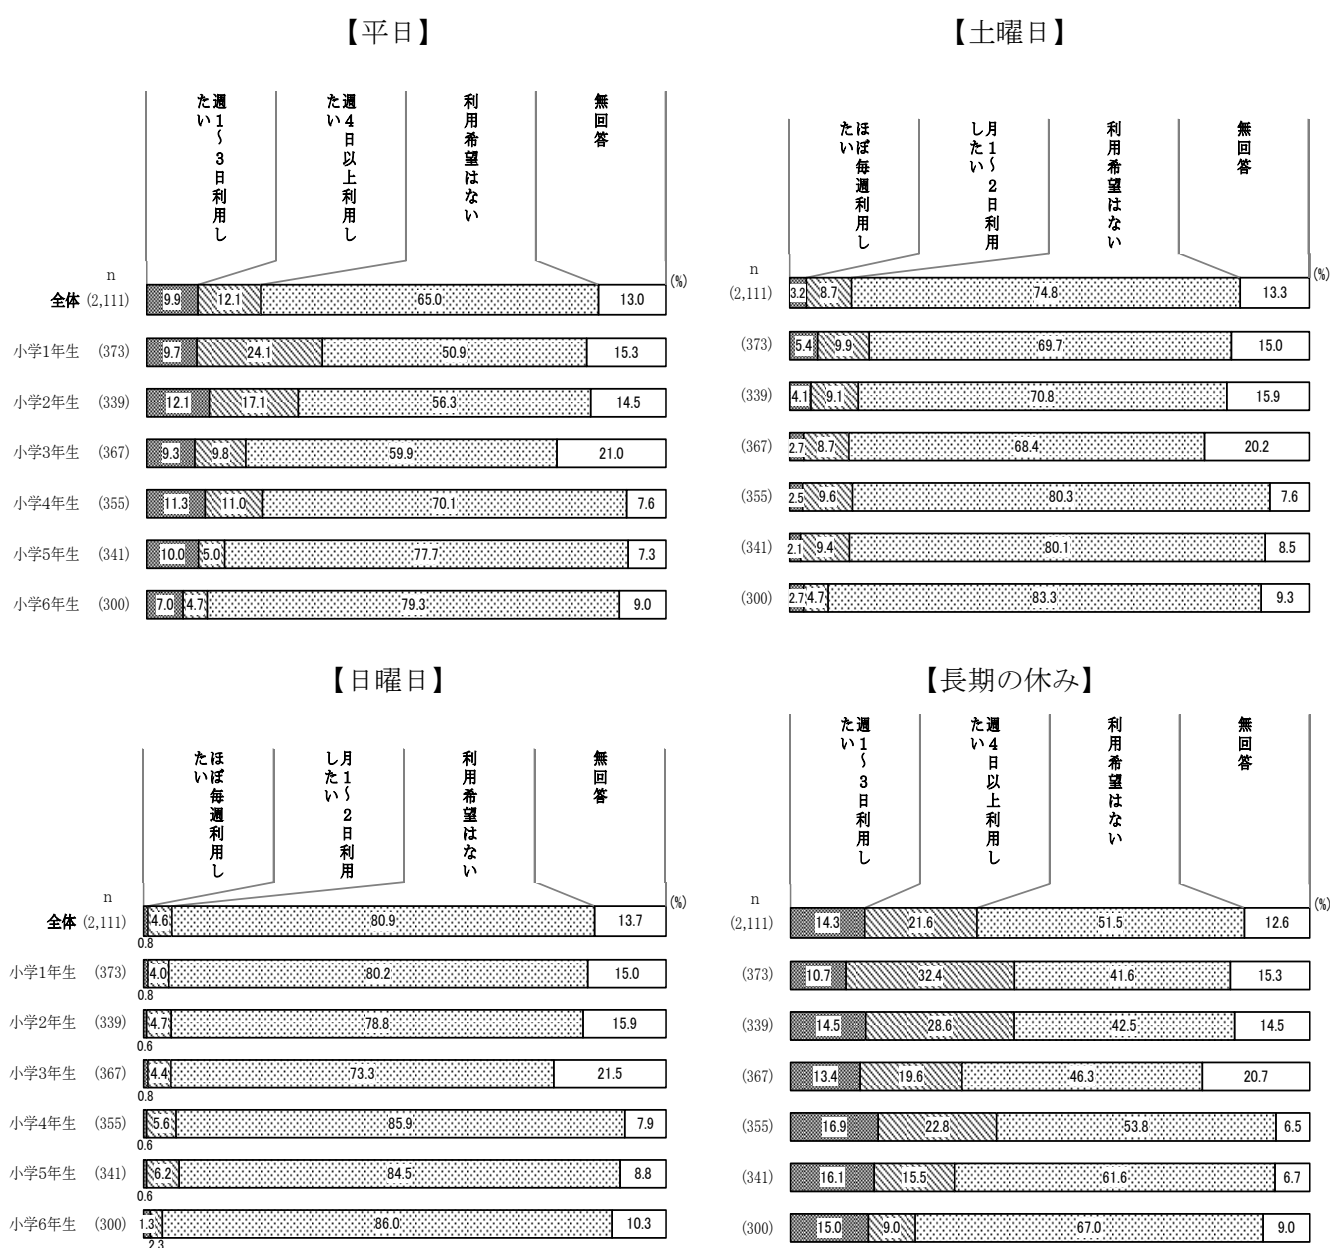 【平日】
週1～3日利用し
たい
週4日以上利用し
たい
利用希望はない
無回答
n
(%)
全体 (2,111) 9.9 12.1 65.0 13.0
小学1年生 (373) 9.7 24.1 50.9 15.3
小学2年生 (339) 12.1 17.1 56.3 14.5
小学3年生 (367) 9.3 9.8 59.9 21.0
小学4年生 (355) 11.3 11.0 70.1 7.6
小学5年生 (341) 10.0 5.0 77.7 7.3
小学6年生 (300) 7.0 4.7 79.3 9.0
【土曜日】
ほぼ毎週利用し
たい
月1～2日利用
したい
利用希望はない
無回答
n
(%)
(2,111) 3.2 8.7 74.8 13.3
(373) 5.4 9.9 69.7 15.0
(339) 4.1 9.1 70.8 15.9
(367) 2.7 8.7 68.4 20.2
(355) 2.5 9.6 80.3 7.6
(341) 2.1 9.4 80.1 8.5
(300) 2.7 4.7 83.3 9.3
【日曜日】
ほぼ毎週利用し
たい
月1～2日利用
したい
利用希望はない
無回答
n
(%)
全体 (2,111) 4.6 80.9 13.7
0.8
小学1年生 (373) 4.0 80.2 15.0
0.8
小学2年生 (339) 4.7 78.8 15.9
0.6
小学3年生 (367) 4.4 73.3 21.5
0.8
小学4年生 (355) 5.6 85.9 7.9
0.6
小学5年生 (341) 6.2 84.5 8.8
0.6
小学6年生 (300) 1.3 86.0 10.3
2.3
【長期の休み】
週1～3日利用し
たい
週4日以上利用し
たい
利用希望はない
無回答
n
(%)
(2,111) 14.3 21.6 51.5 12.6
(373) 10.7 32.4 41.6 15.3
(339) 14.5 28.6 42.5 14.5
(367) 13.4 19.6 46.3 20.7
(355) 16.9 22.8 53.8 6.5
(341) 16.1 15.5 61.6 6.7
(300) 15.0 9.0 67.0 9.0